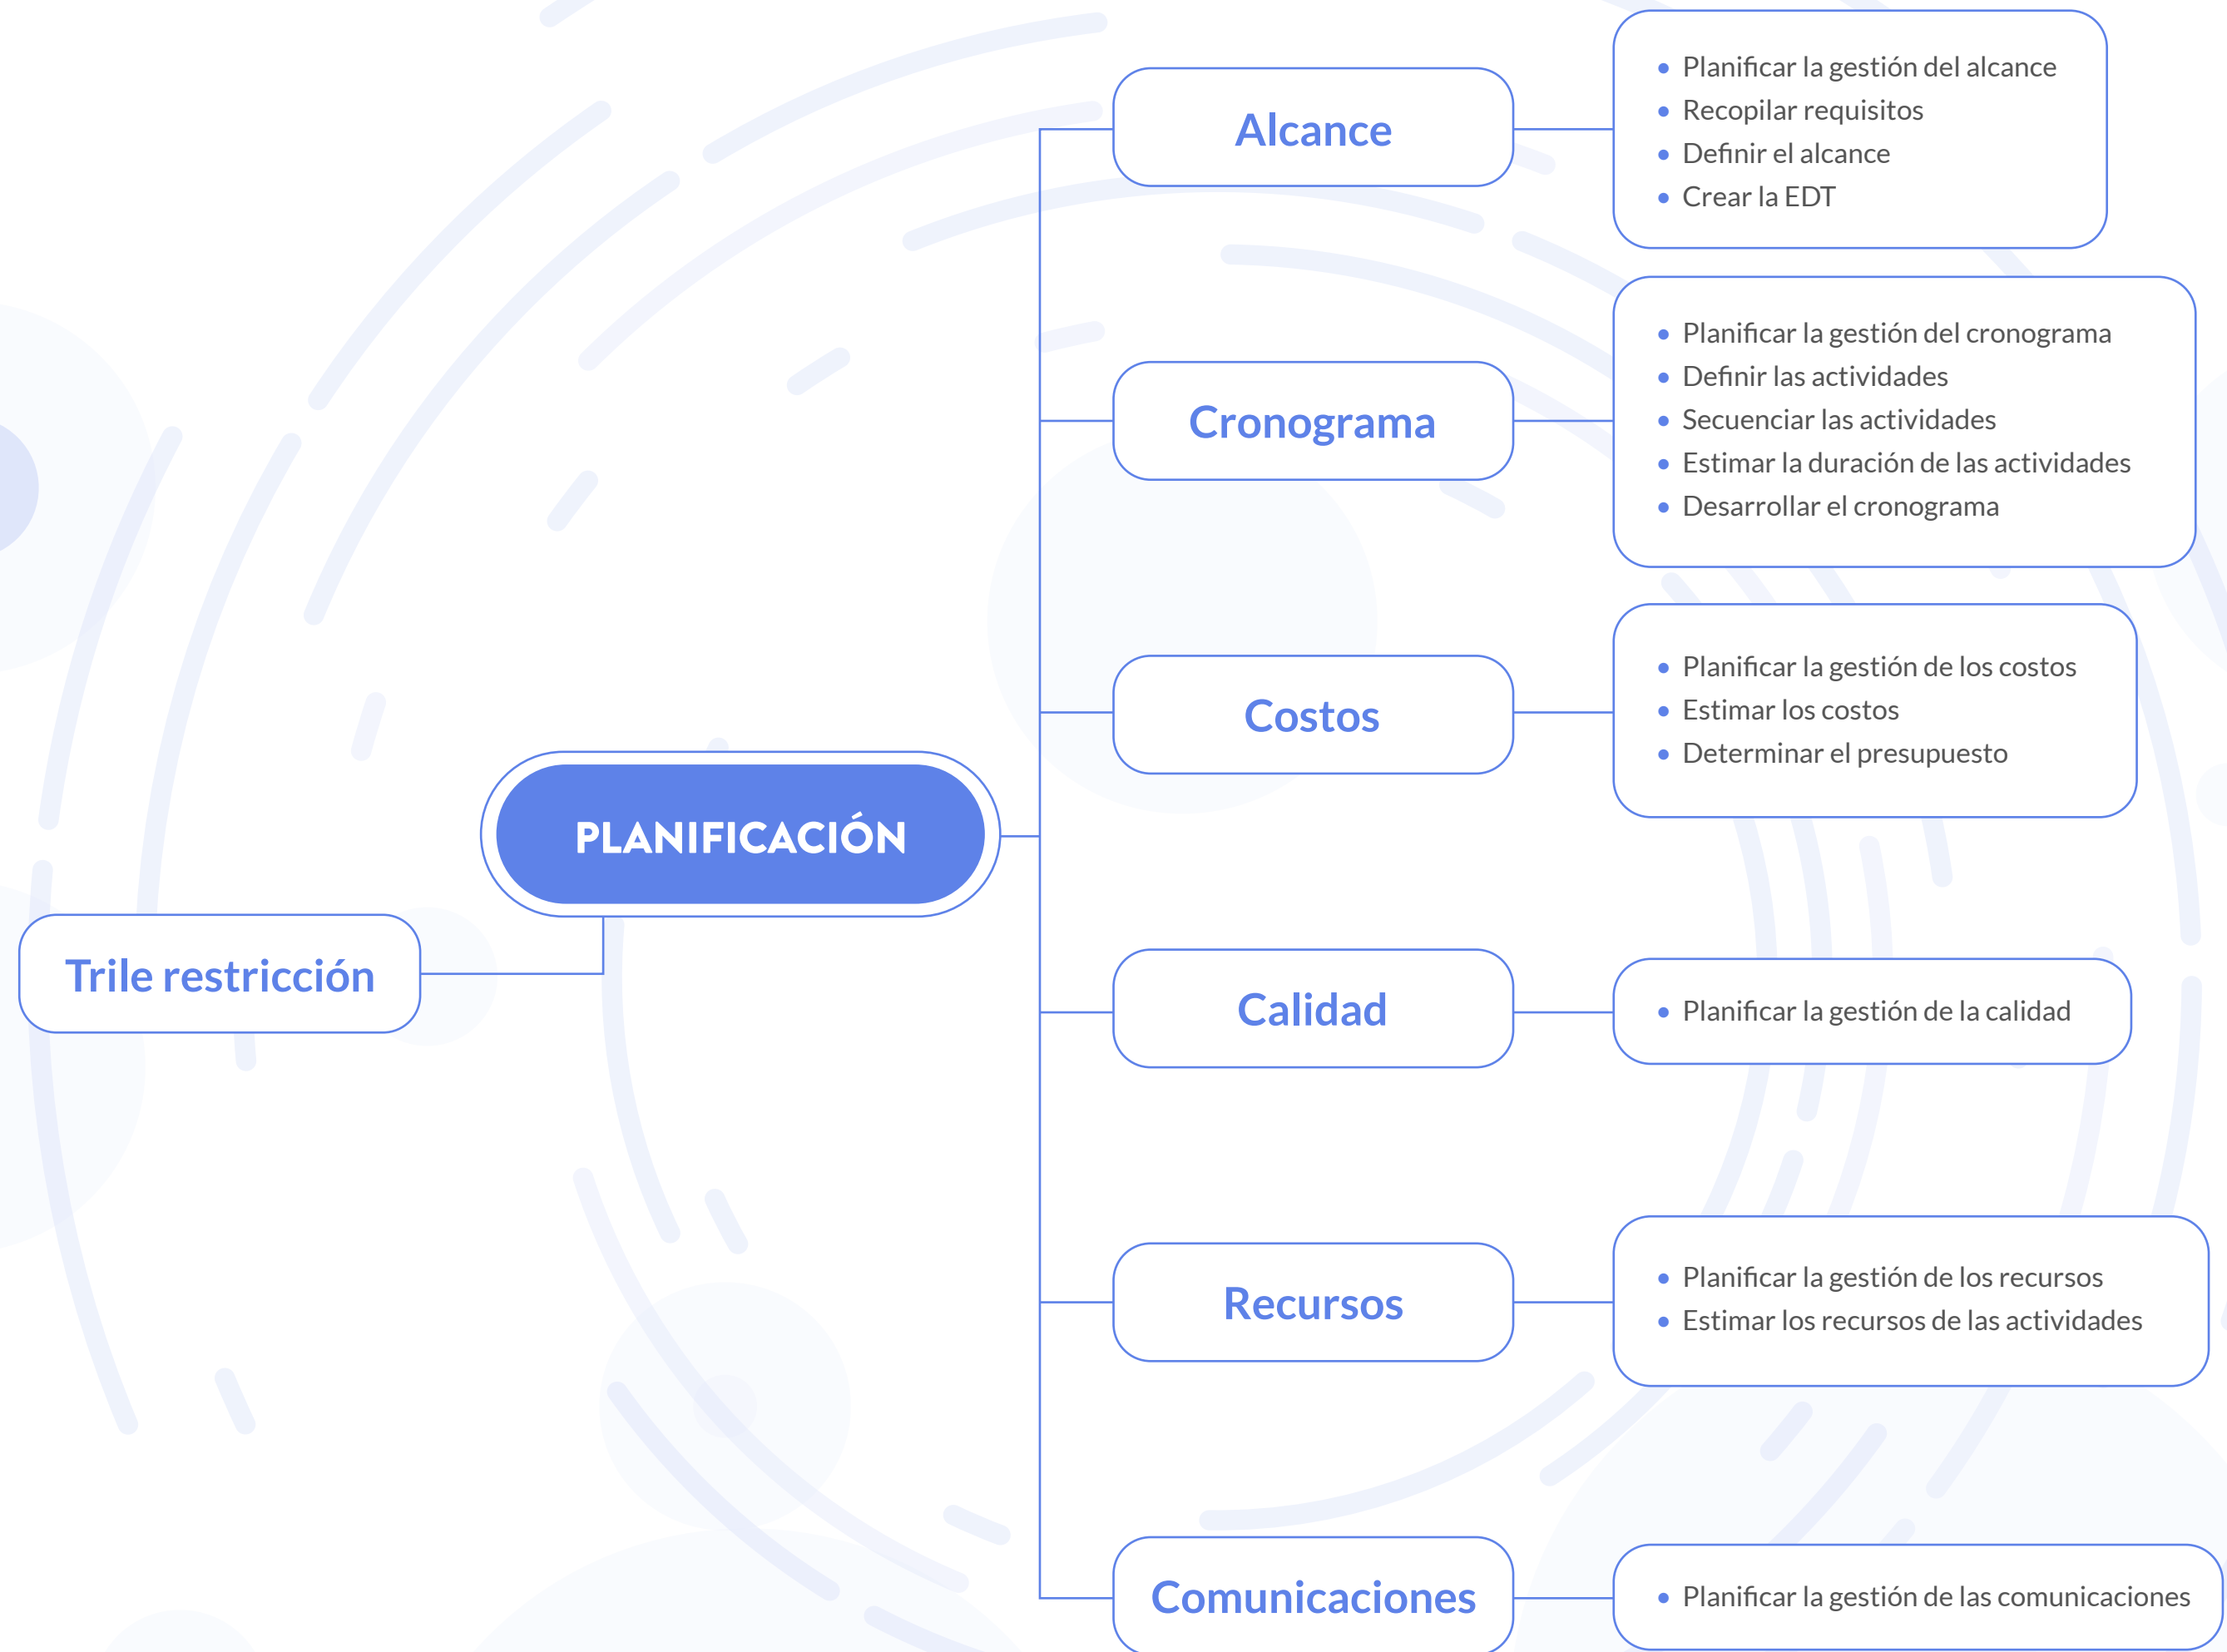 Alcance
Planificar la gestión del alcance
Recopilar requisitos
Definir el alcance
Crear la EDT
Cronograma
Planificar la gestión del cronograma
Definir las actividades
Secuenciar las actividades
Estimar la duración de las actividades
Desarrollar el cronograma
Costos
Planificar la gestión de los costos
Estimar los costos
Determinar el presupuesto
PLANIFICACIÓN
Trile restricción
Calidad
Planificar la gestión de la calidad
Recursos
Planificar la gestión de los recursos
Estimar los recursos de las actividades
Comunicaciones
Planificar la gestión de las comunicaciones